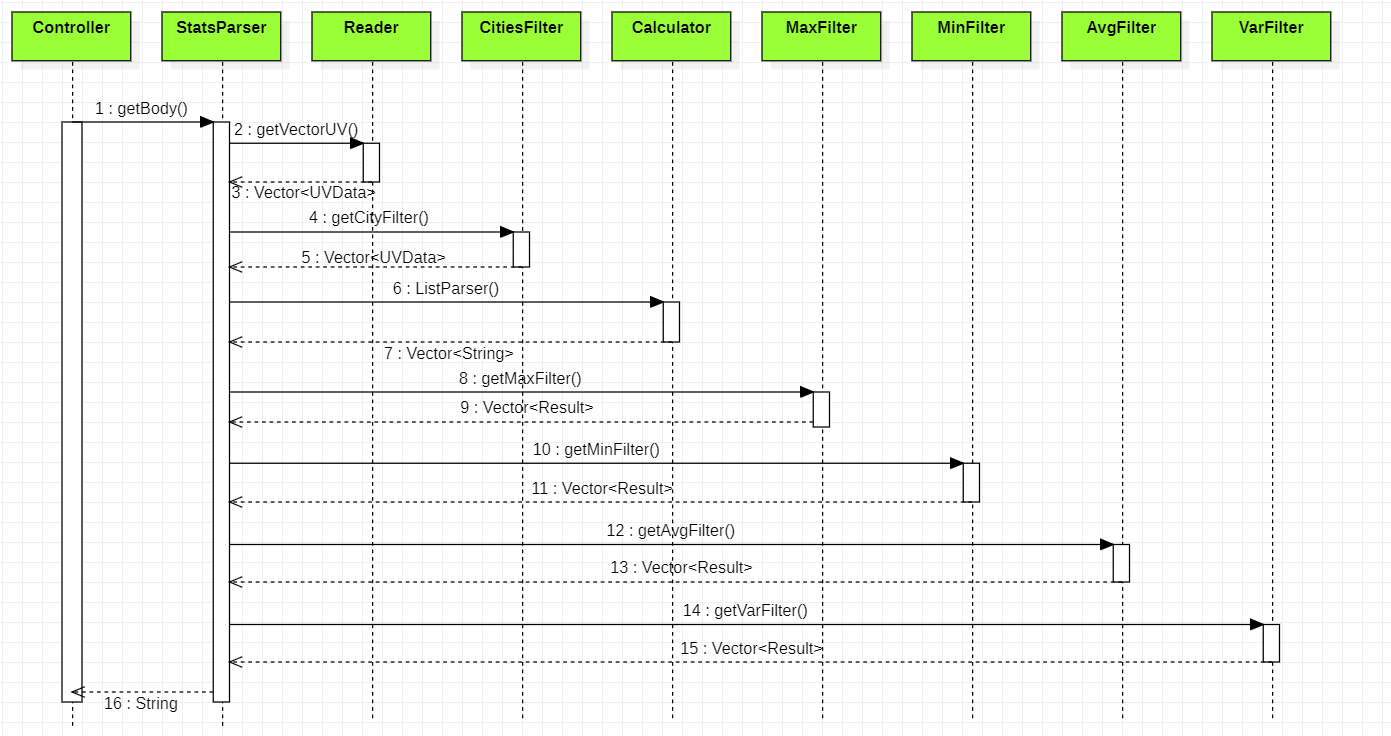 Controller
StatsParser
Reader
CitiesFilter
Calculator
MaxFilter
MinFilter
AvgFilter
VarFilter
1 : getBody()
2 : getVectorUV()
3 : Vector<UVData>
4 : getCityFilter()
5 : Vector<UVData>
6 : ListParser()
7 : Vector<String>
8 : getMaxFilter()
9 : Vector<Result>
10 : getMinFilter()
11 : Vector<Result>
12 : getAvgFilter()
13 : Vector<Result>
14 : getVarFilter()
15 : Vector<Result>
16 : String